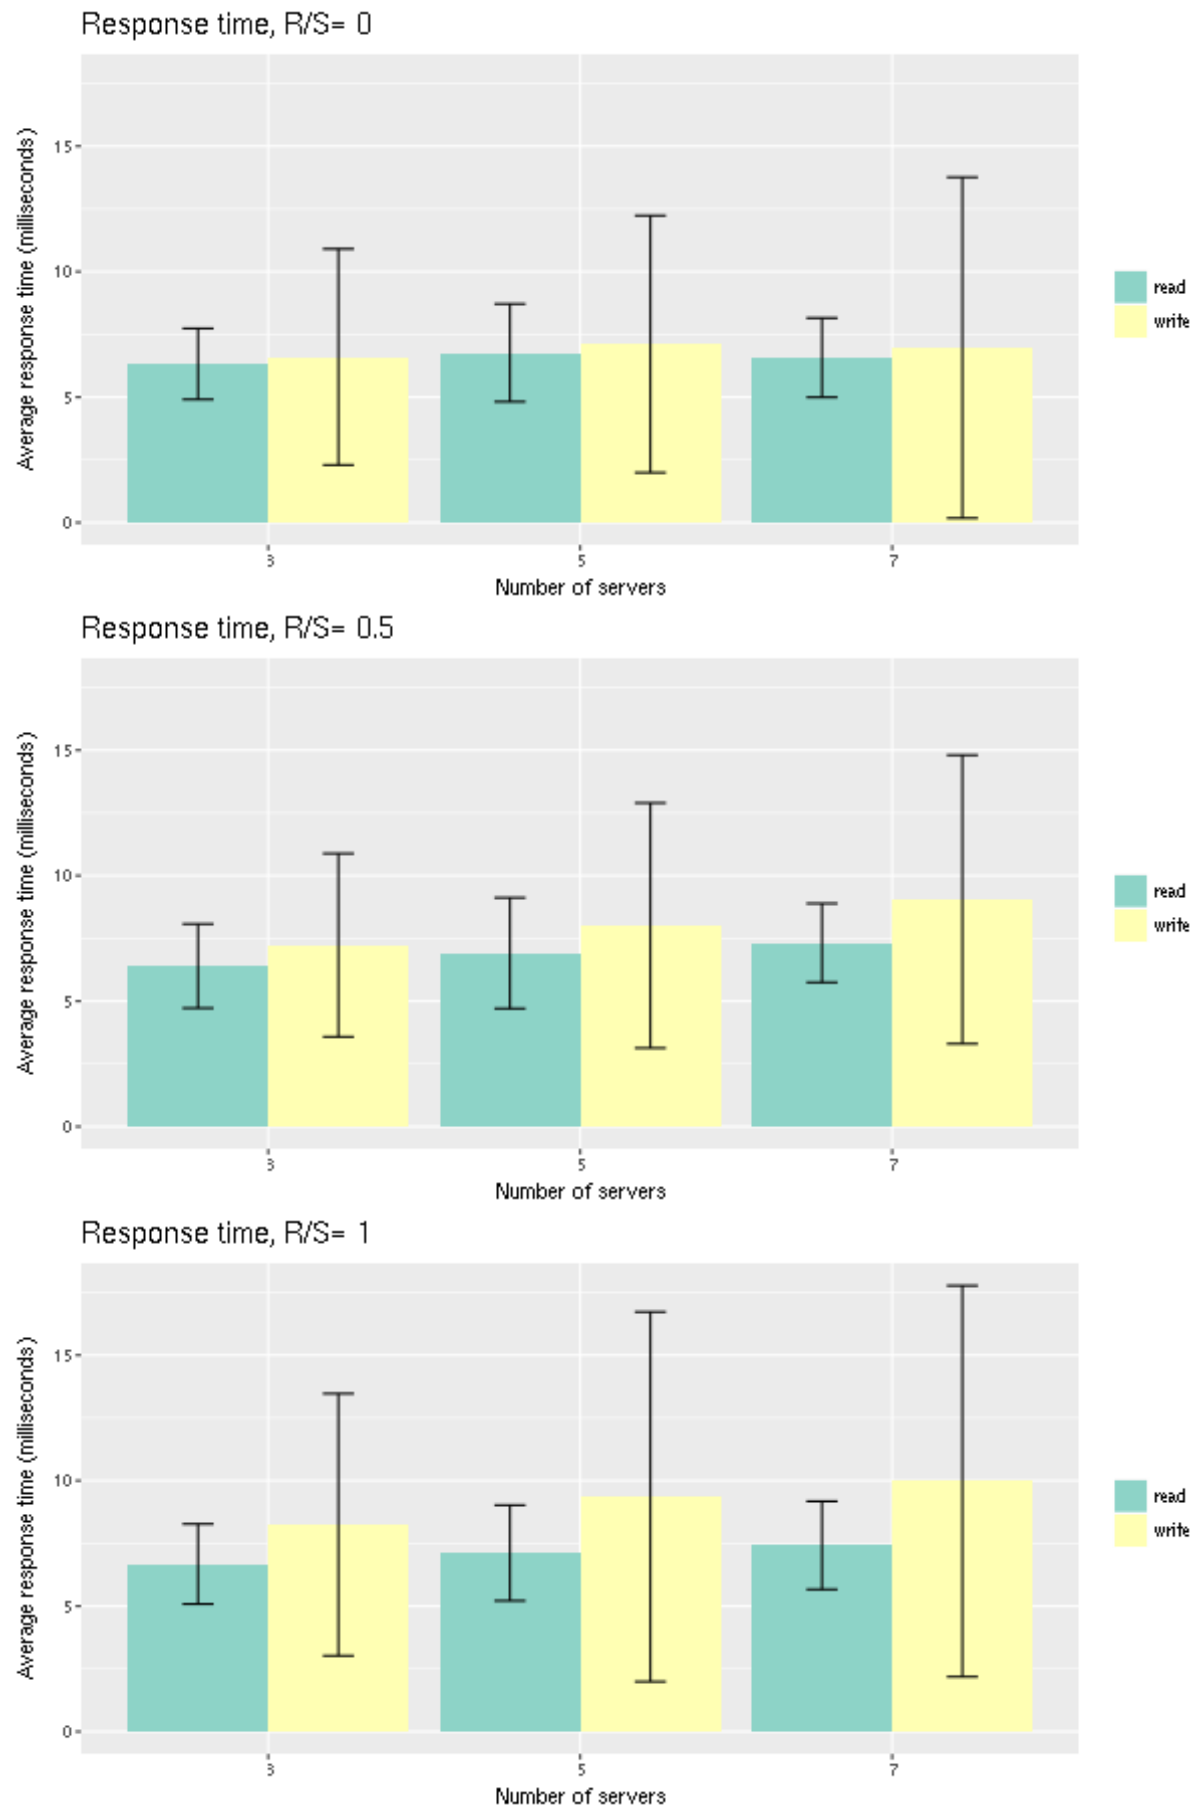 Response time, R/S= 0
Average response time (milliseconds)
15
10
5
0
3
5
7
Number of servers
read
write
Response time, R/S= 0.5
Average response time (milliseconds)
15
10
5
0
3
5
7
Number of servers
read
write
Response time, R/S= 1
Average response time (milliseconds)
15
10
5
0
3
5
7
Number of servers
read
write